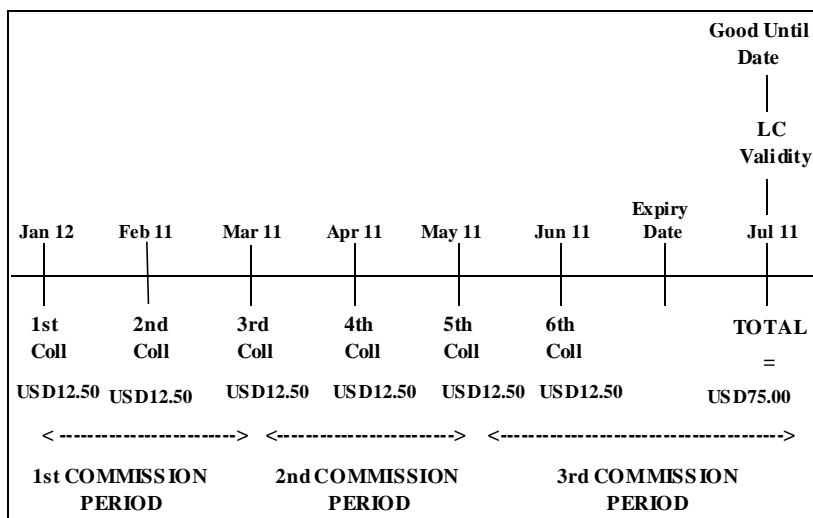 Good Until
Date
LC
Validity
Expiry
Date
Jan 12 Feb 11 Mar 11 Apr 11 May 11 Jun 11 Jul 11
1st 2nd 3rd 4th 5th 6th TOTAL
Coll Coll Coll Coll Coll Coll
=
USD12.50 USD12.50 USD12.50 USD12.50 USD12.50 USD12.50 USD75.00
< -------------------------> <-------------------------> <---------------------------------------->
1st COMMISSION 2nd COMMISSION 3rd COMMISSION
PERIOD PERIOD PERIOD